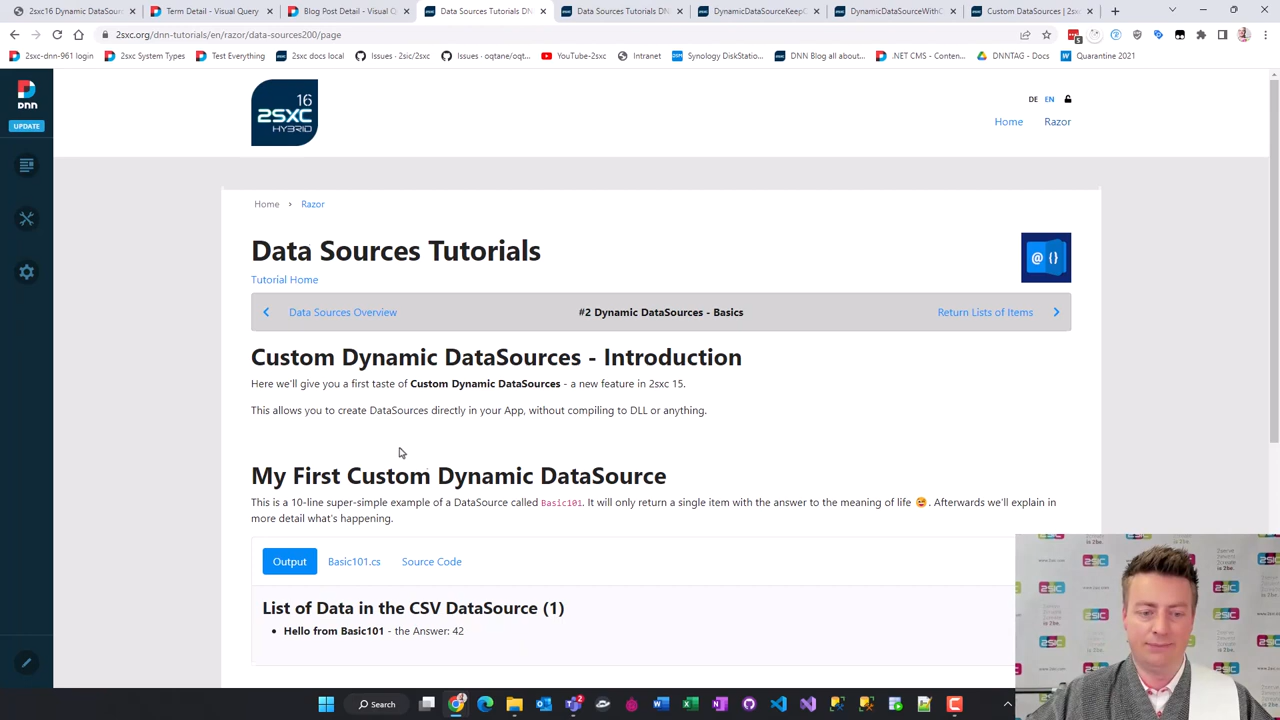 2sxc16 DynamicDataSour
Term Detail - Visual Query
Blog Post Detail - Visual Q
Data Sources Tutorials DN
Data Sources Tutorials DN
DynamicDataSourceKeepC
DynamicDataSourceWithC
Custom DataSources | 2sx
2sxc.org/dnn-tutorials/en/razor/data-sources200/page
2sxc-dnn-961 login
2sxc System Types
Test Everything
2sxc docs local
Issues · 2sic/2sxc
Issues · oqtane/oqt...
YouTube-2sxc
Intranet
Synology DiskStatio...
DNN Blog all about...
.NET CMS - Conten...
DNNTAG - Docs
Quarantine 2021
DNN
UPDATE
16
2SXC
HYBRID
DE EN
Home Razor
Home › Razor
Data Sources Tutorials
@ {}
Tutorial Home
Data Sources Overview #2 Dynamic DataSources - Basics Return Lists of Items
Custom Dynamic DataSources - Introduction
Here we'll give you a first taste of Custom Dynamic DataSources - a new feature in 2sxc 15.
This allows you to create DataSources directly in your App, without compiling to DLL or anything.
My First Custom Dynamic DataSource
This is a 10-line super-simple example of a DataSource called Basic101. It will only return a single item with the answer to the meaning of life 😉. Afterwards we'll explain in
more detail what's happening.
Output Basic101.cs Source Code
List of Data in the CSV DataSource (1)
• Hello from Basic101 - the Answer: 42
Search